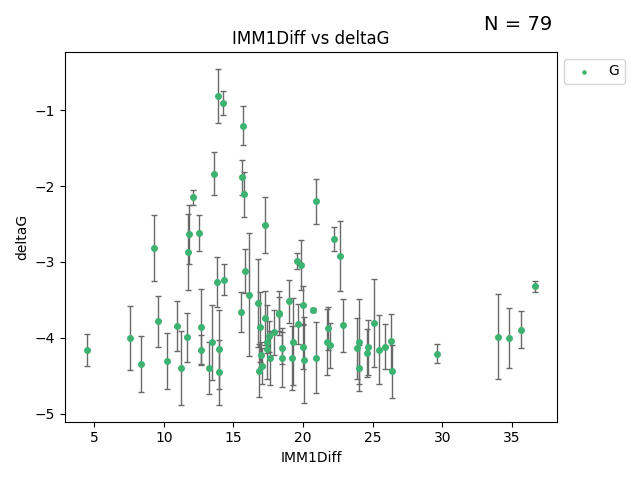 N = 79
IMM1Diff vs deltaG
G
−1
−2
−3
−4
−5
deltaG
5 10 15 20 25 30 35
IMM1Diff